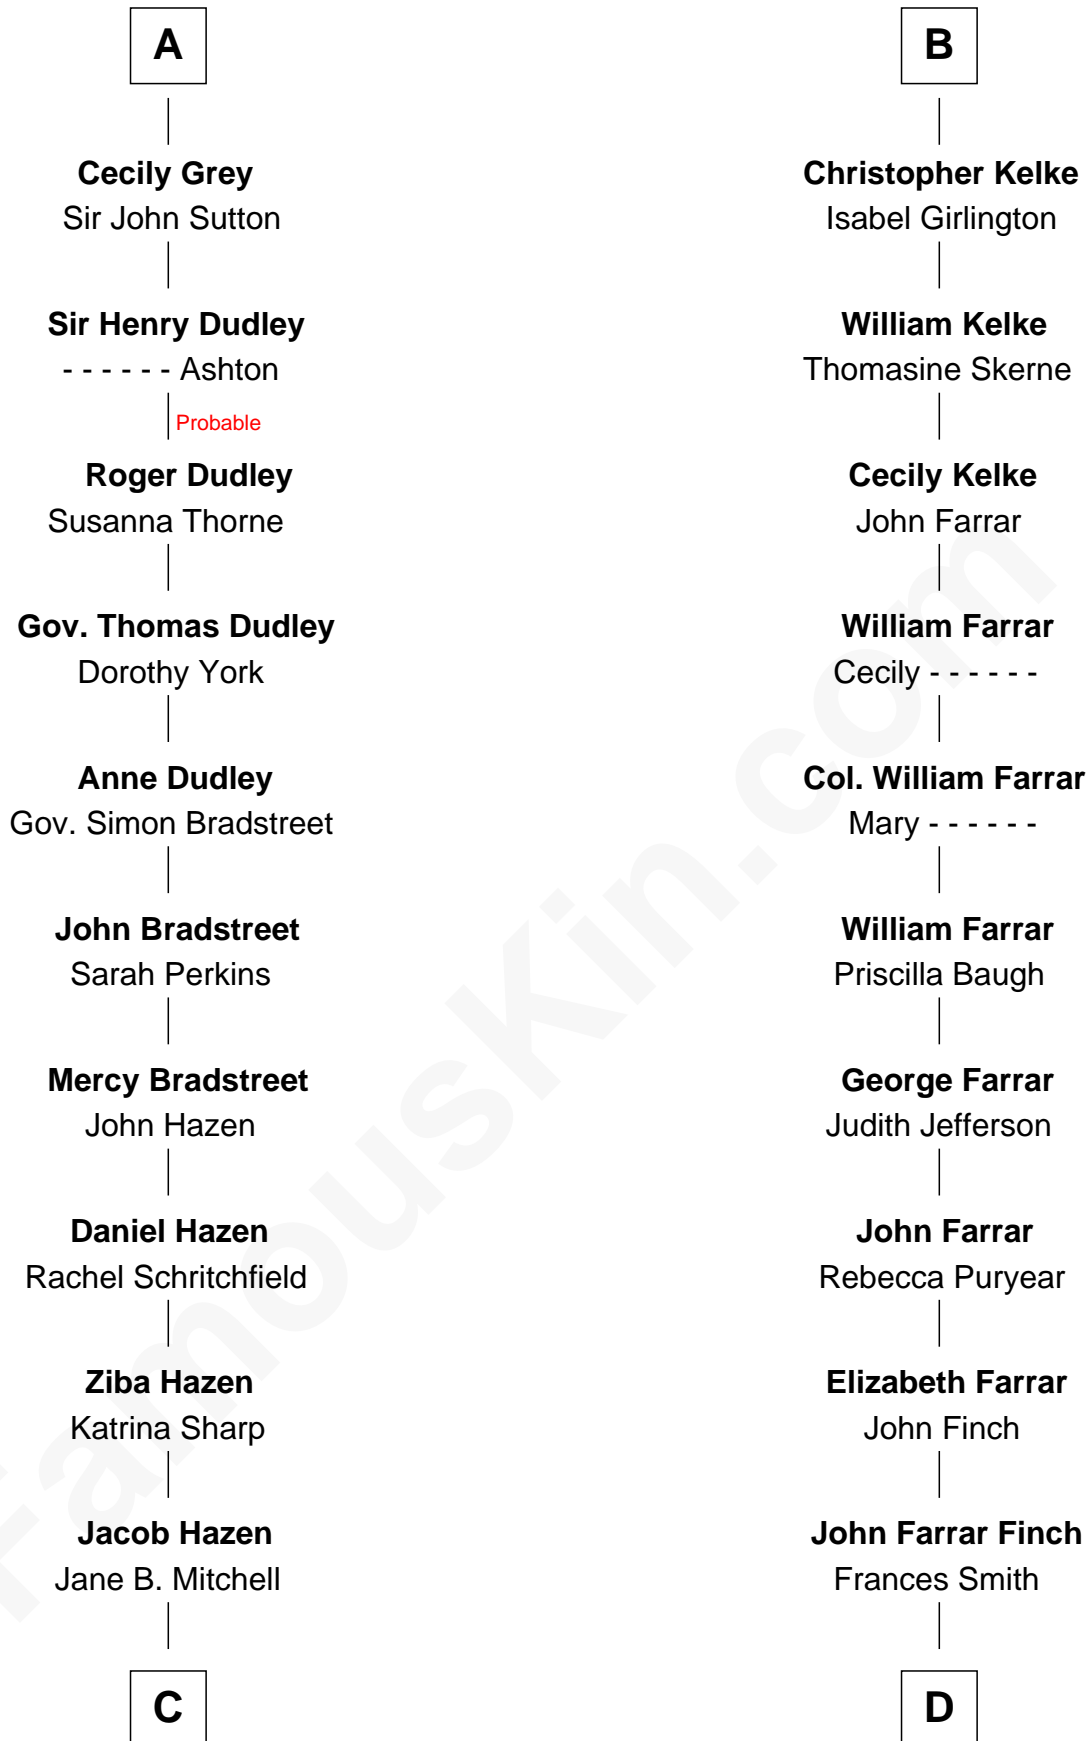 A
Cecily Grey
Sir John Sutton
Sir Henry Dudley
- - - - - - Ashton
Probable
Roger Dudley
Susanna Thorne
Gov. Thomas Dudley
Dorothy York
Anne Dudley
Gov. Simon Bradstreet
John Bradstreet
Sarah Perkins
Mercy Bradstreet
John Hazen
Daniel Hazen
Rachel Schritchfield
Ziba Hazen
Katrina Sharp
Jacob Hazen
Jane B. Mitchell
C
B
Christopher Kelke
Isabel Girlington
William Kelke
Thomasine Skerne
Cecily Kelke
John Farrar
William Farrar
Cecily - - - - - -
Col. William Farrar
Mary - - - - - -
William Farrar
Priscilla Baugh
George Farrar
Judith Jefferson
John Farrar
Rebecca Puryear
Elizabeth Farrar
John Finch
John Farrar Finch
Frances Smith
D
FamousKin.com